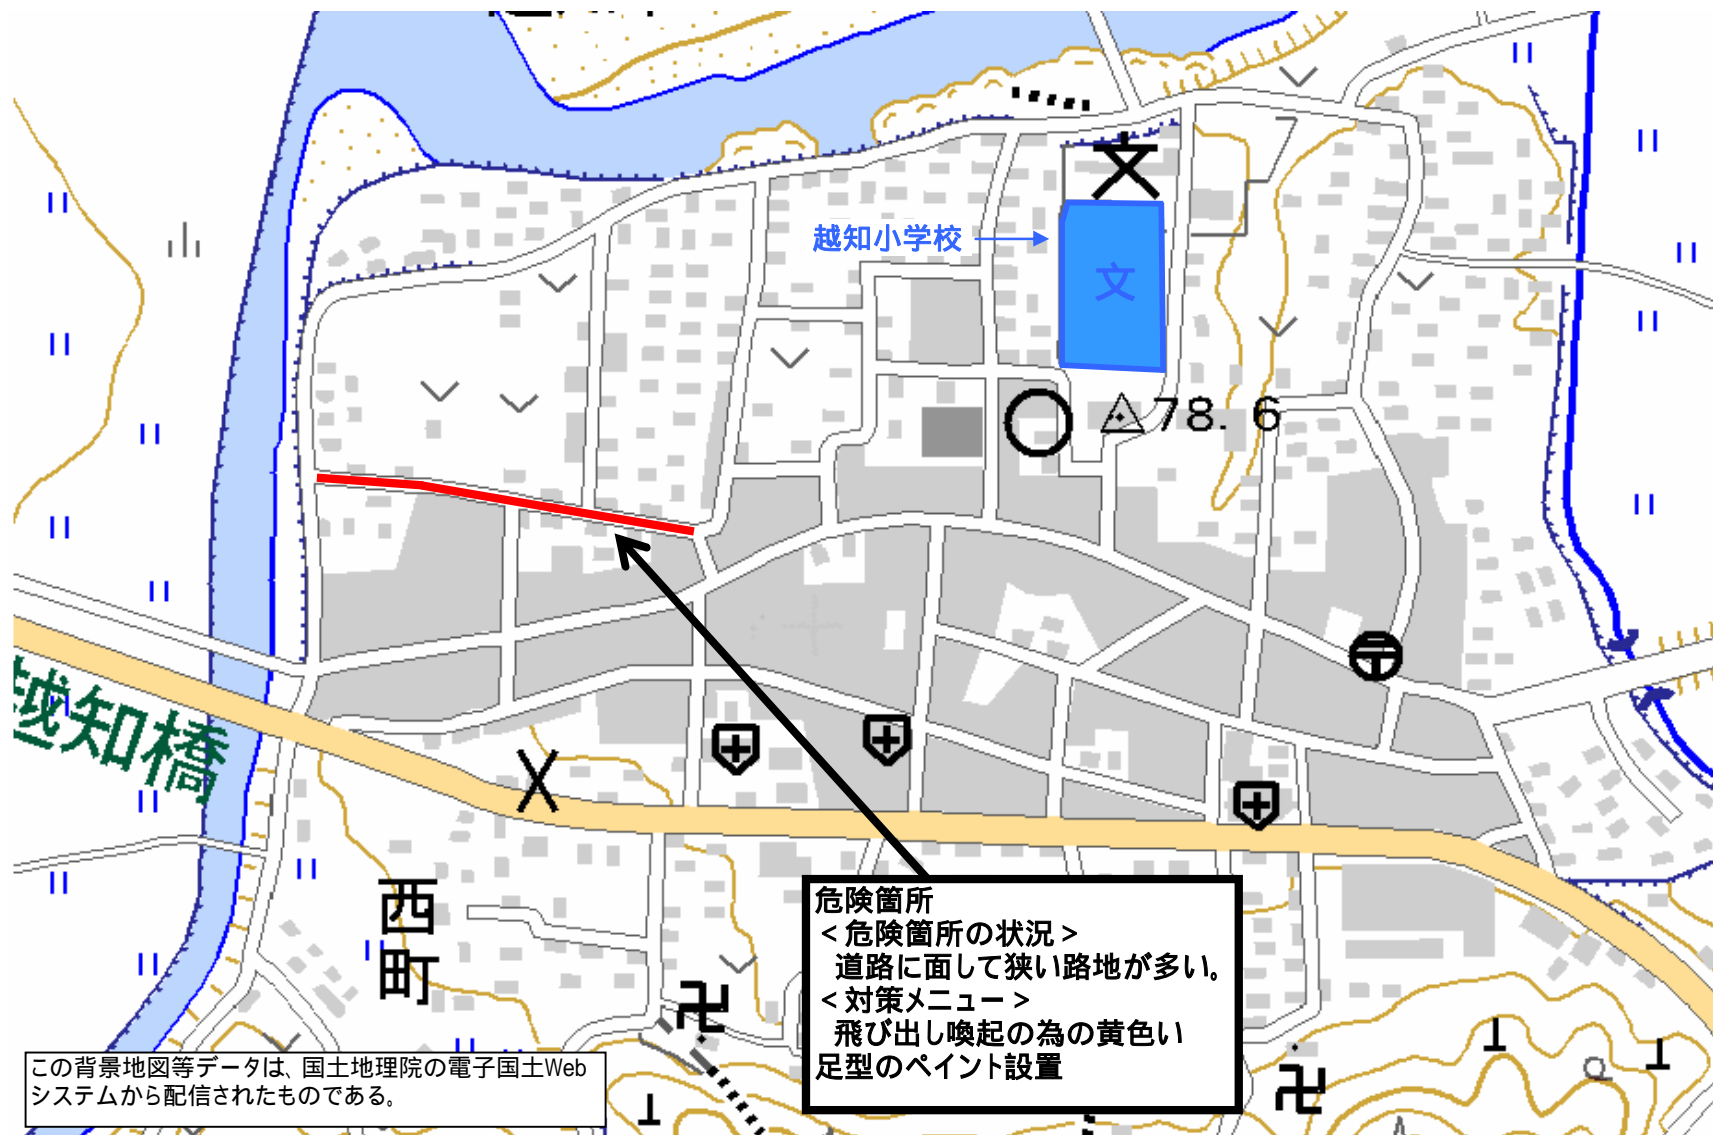 越知小学校
文
文
78.6
越知橋
西
町
危険箇所
<危険箇所の状況>
道路に面して狭い路地が多い。
<対策メニュー>
飛び出し喚起の為の黄色い
足型のペイント設置
この背景地図等データは、国土地理院の電子国土Web
システムから配信されたものである。